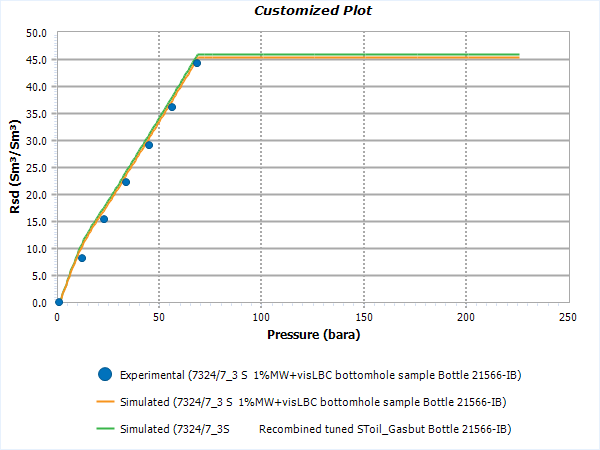 Customized Plot
50.0
45.0
40.0
35.0
30.0
25.0
20.0
15.0
10.0
5.0
0.0
Rsd (Sm³/Sm³)
0 50 100 150 200 250
Pressure (bara)
Experimental (7324/7_3 S 1%MW+visLBC bottomhole sample Bottle 21566-IB)
Simulated (7324/7_3 S 1%MW+visLBC bottomhole sample Bottle 21566-IB)
Simulated (7324/7_3S Recombined tuned SToil_Gasbut Bottle 21566-IB)